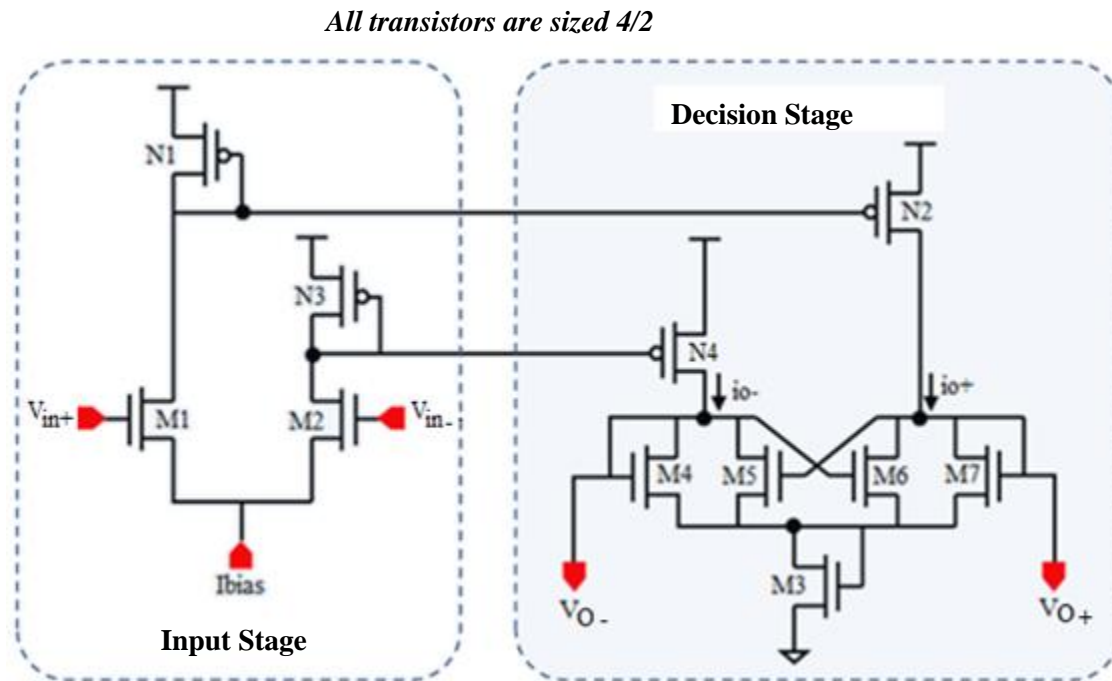 All transistors are sized 4/2
Decision Stage
N1
N2
N3
N4
io-
io+
Vin+
M1
M2
Vin-
M4
M5
M6
M7
Ibias
M3
VO -
VO+
Input Stage